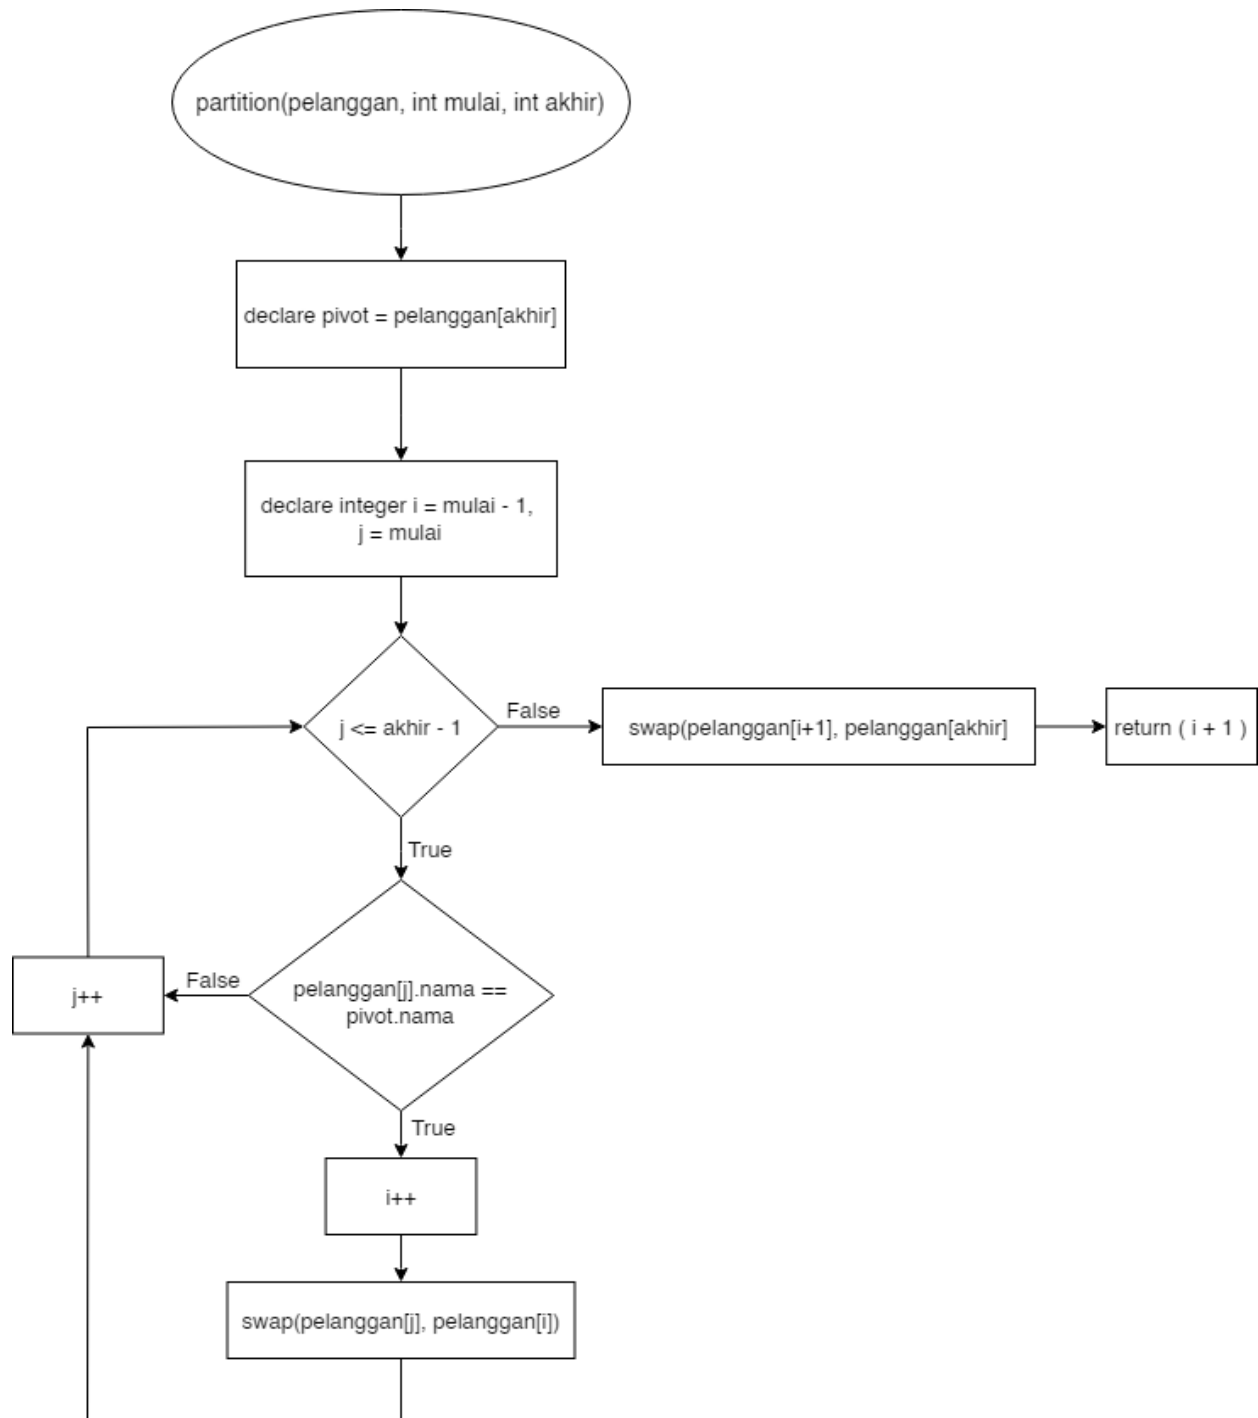 partition(pelanggan, int mulai, int akhir)
declare pivot = pelanggan[akhir]
declare integer i = mulai - 1,
j = mulai
j <= akhir - 1
False
swap(pelanggan[i+1], pelanggan[akhir]
return ( i + 1 )
True
pelanggan[j].nama ==
pivot.nama
False
j++
True
i++
swap(pelanggan[j], pelanggan[i])